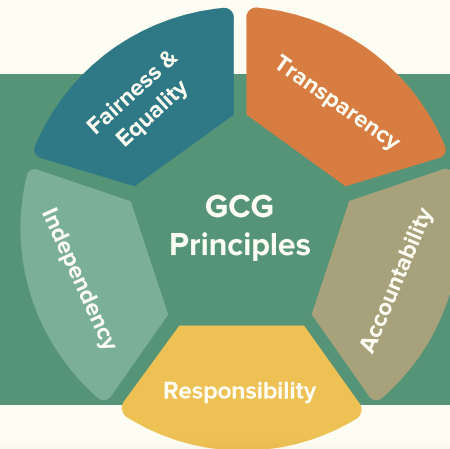 Fairness &
Equality
Transparency
GCG
Principles
Independency
Accountability
Responsibility